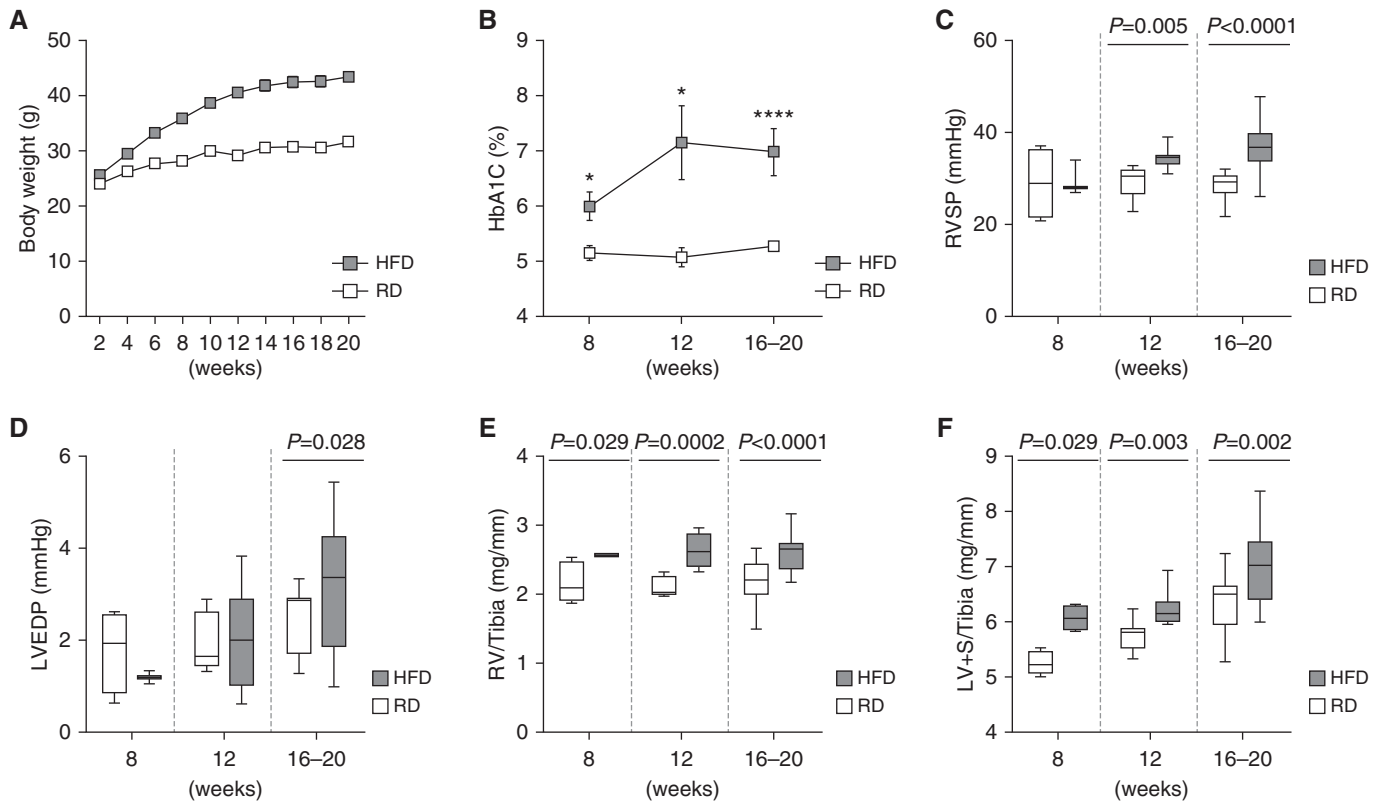 A
Body weight (g)
60
50
40
30
20
10
0
HFD
RD
2 4 6 8 10 12 14 16 18 20
(weeks)
B
HbA1C (%)
9
8
7
6
5
4
*
*
****
HFD
RD
8 12 16–20
(weeks)
C
RVSP (mmHg)
P=0.005 P<0.0001
60
40
20
0
HFD
RD
8 12 16–20
(weeks)
D
LVEDP (mmHg)
P=0.028
6
4
2
0
HFD
RD
8 12 16–20
(weeks)
E
RV/Tibia (mg/mm)
P=0.029 P=0.0002 P<0.0001
4
3
2
1
0
HFD
RD
8 12 16–20
(weeks)
F
LV+S/Tibia (mg/mm)
P=0.029 P=0.003 P=0.002
9
8
7
6
5
4
HFD
RD
8 12 16–20
(weeks)